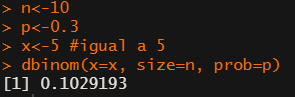 > n<-10
> p<-0.3
> x<-5 #igual a 5
> dbinom(x=x, size=n, prob=p)
[1] 0.1029193